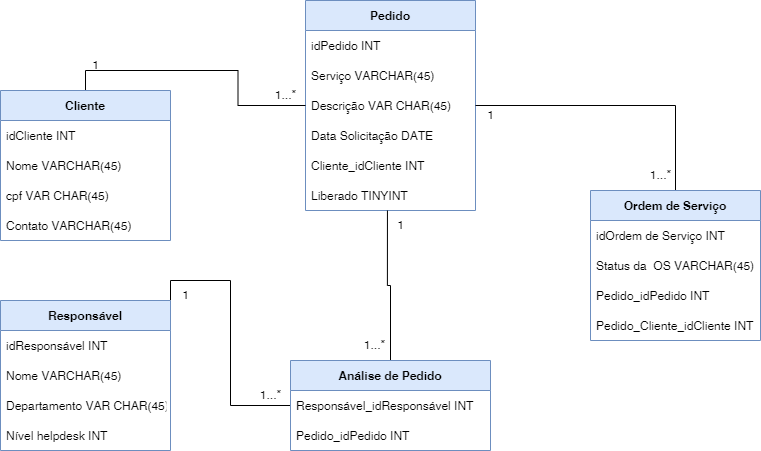 Pedido
idPedido INT
Serviço VARCHAR(45)
Descrição VAR CHAR(45)
Data Solicitação DATE
Cliente_idCliente INT
Liberado TINYINT
1
1...*
Cliente
idCliente INT
Nome VARCHAR(45)
cpf VAR CHAR(45)
Contato VARCHAR(45)
1
1...*
Ordem de Serviço
idOrdem de Serviço INT
Status da  OS VARCHAR(45)
Pedido_idPedido INT
Pedido_Cliente_idCliente INT
1
1...*
1
1...*
Responsável
idResponsável INT
Nome VARCHAR(45)
Departamento VAR CHAR(45)
Nível helpdesk INT
Análise de Pedido
Responsável_idResponsável INT
Pedido_idPedido INT